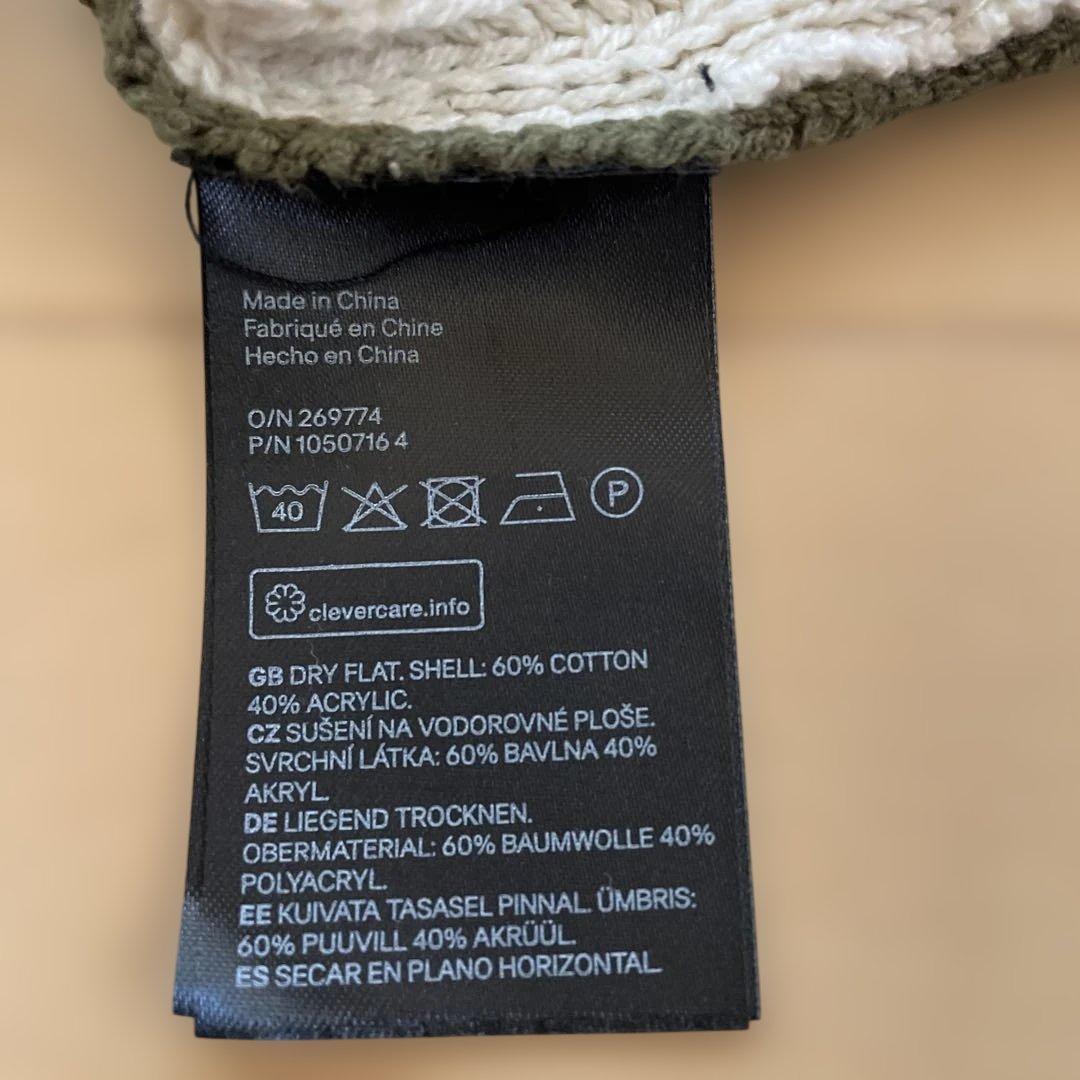 Made in China
Fabriqué en Chine
Hecho en China
O/N 269774
P/N 1050716 4
40
P
clevercare.info
GB DRY FLAT. SHELL: 60% COTTON
40% ACRYLIC.
CZ SUŠENÍ NA VODOROVNÉ PLOŠE.
SVRCHNÍ LÁTKA: 60% BAVLNA 40%
AKRYL.
DE LIEGEND TROCKNEN.
OBERMATERIAL: 60% BAUMWOLLE 40%
POLYACRYL.
EE KUIVATA TASASEL PINNAL. ÜMBRIS:
60% PUUVILL 40% AKRÜÜL.
ES SECAR EN PLANO HORIZONTAL.